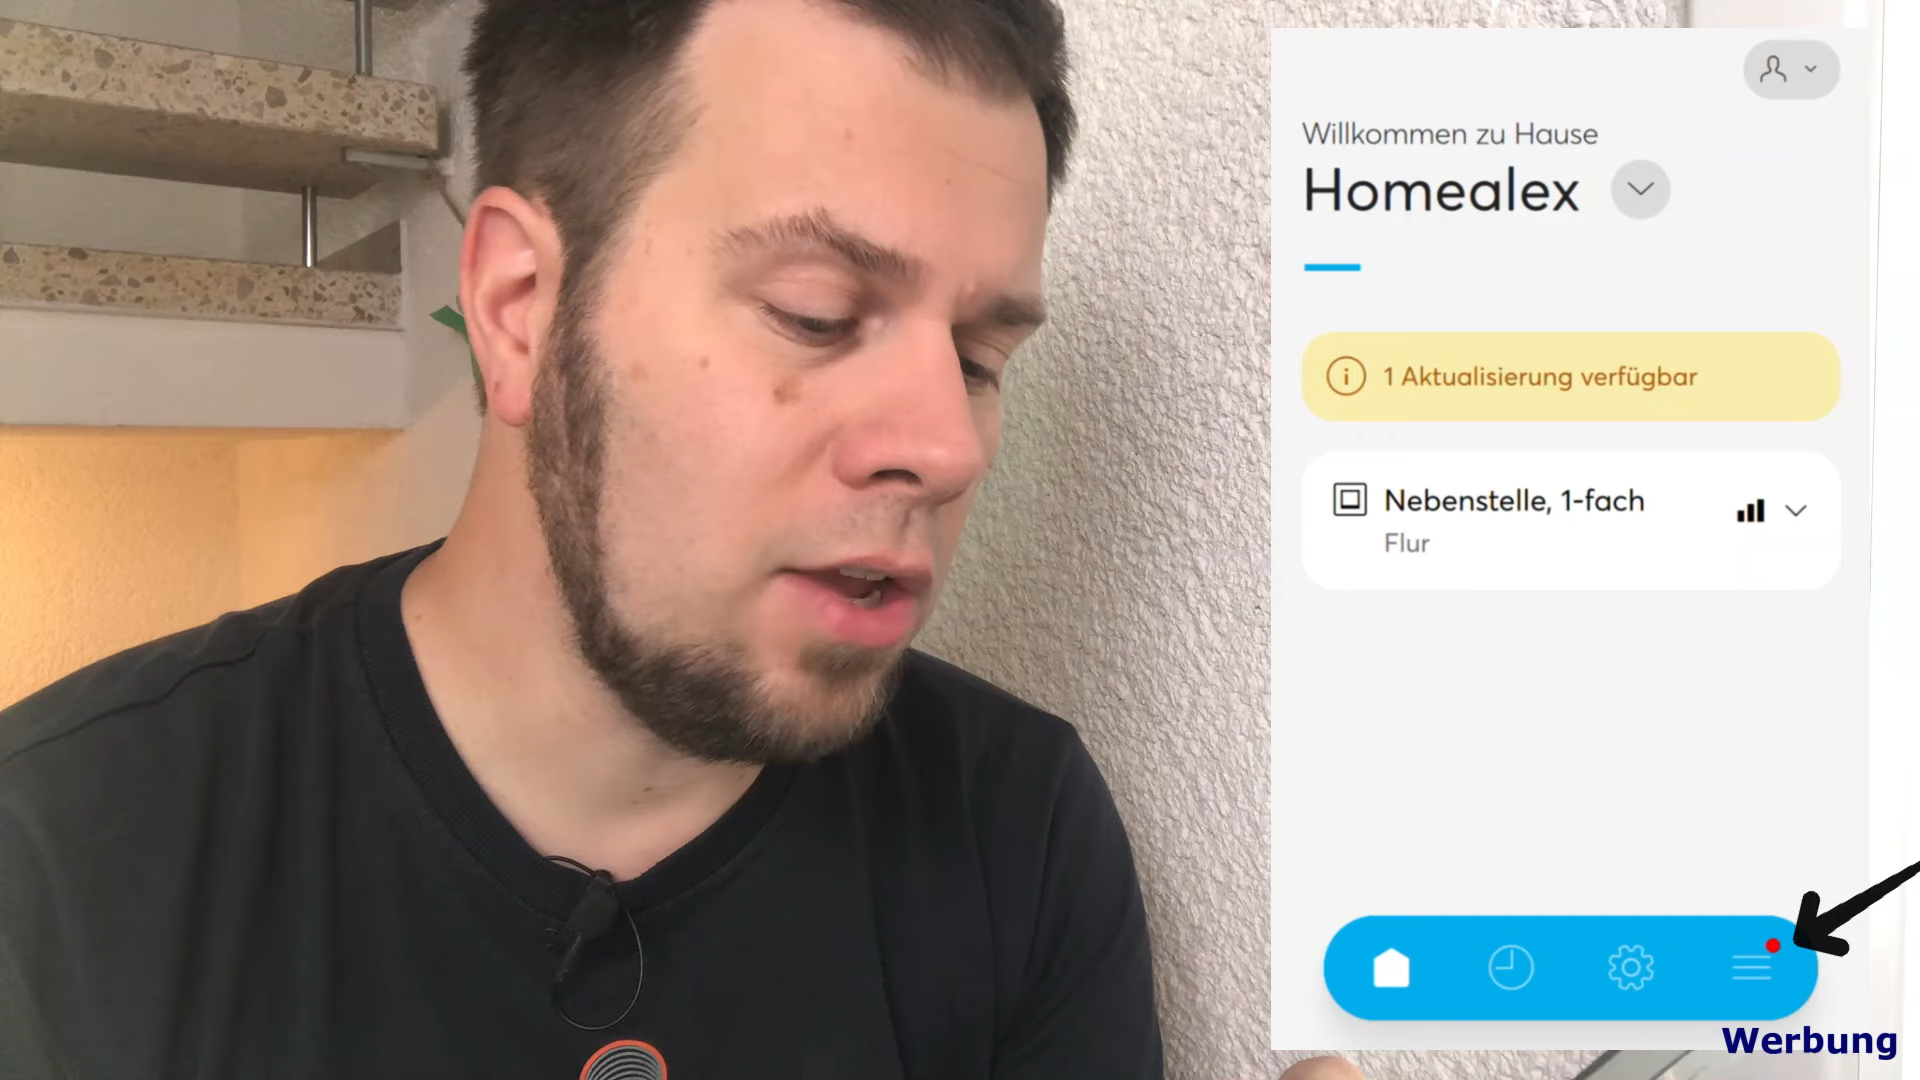 Willkommen zu Hause
Homealex
1 Aktualisierung verfügbar
Nebenstelle, 1-fach
Flur
Werbung